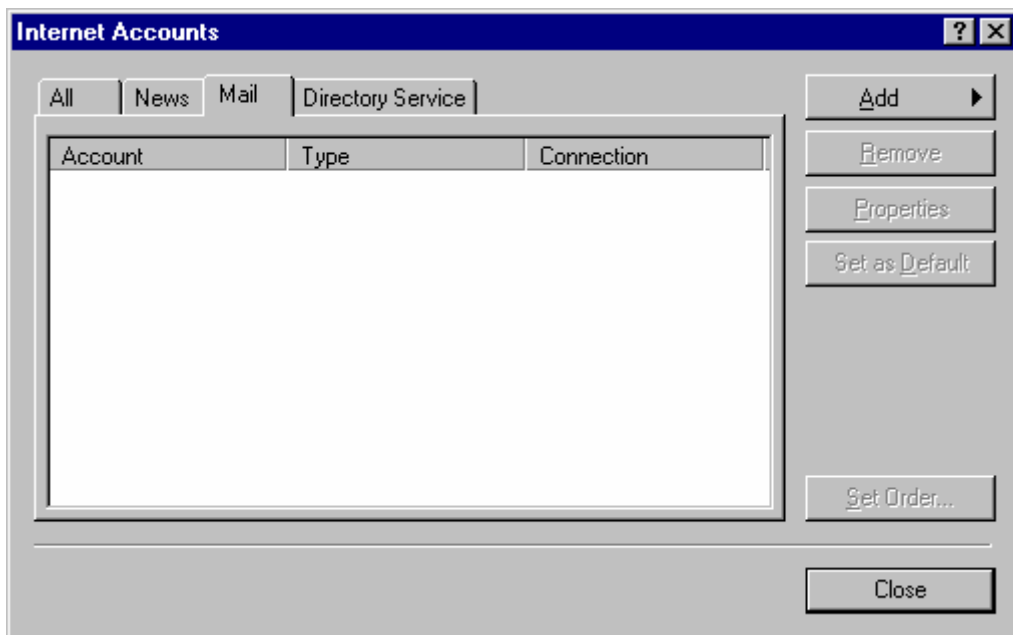 Internet Accounts
All News Mail Directory Service
Add
Account Type Connection
Remove
Properties
Set as Default
Set Order...
Close